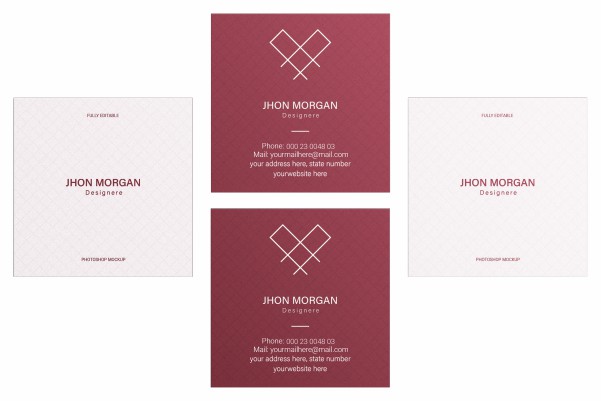 FULLY EDITABLE
JHON MORGAN
Designere
PHOTOSHOP MOCKUP
JHON MORGAN
Designere
Phone: 000 23 0048 03
Mail: yourmailhere@mail.com
your address here, state number
yourwebsite here
JHON MORGAN
Designere
Phone: 000 23 0048 03
Mail: yourmailhere@mail.com
your address here, state number
yourwebsite here
FULLY EDITABLE
JHON MORGAN
Designere
PHOTOSHOP MOCKUP